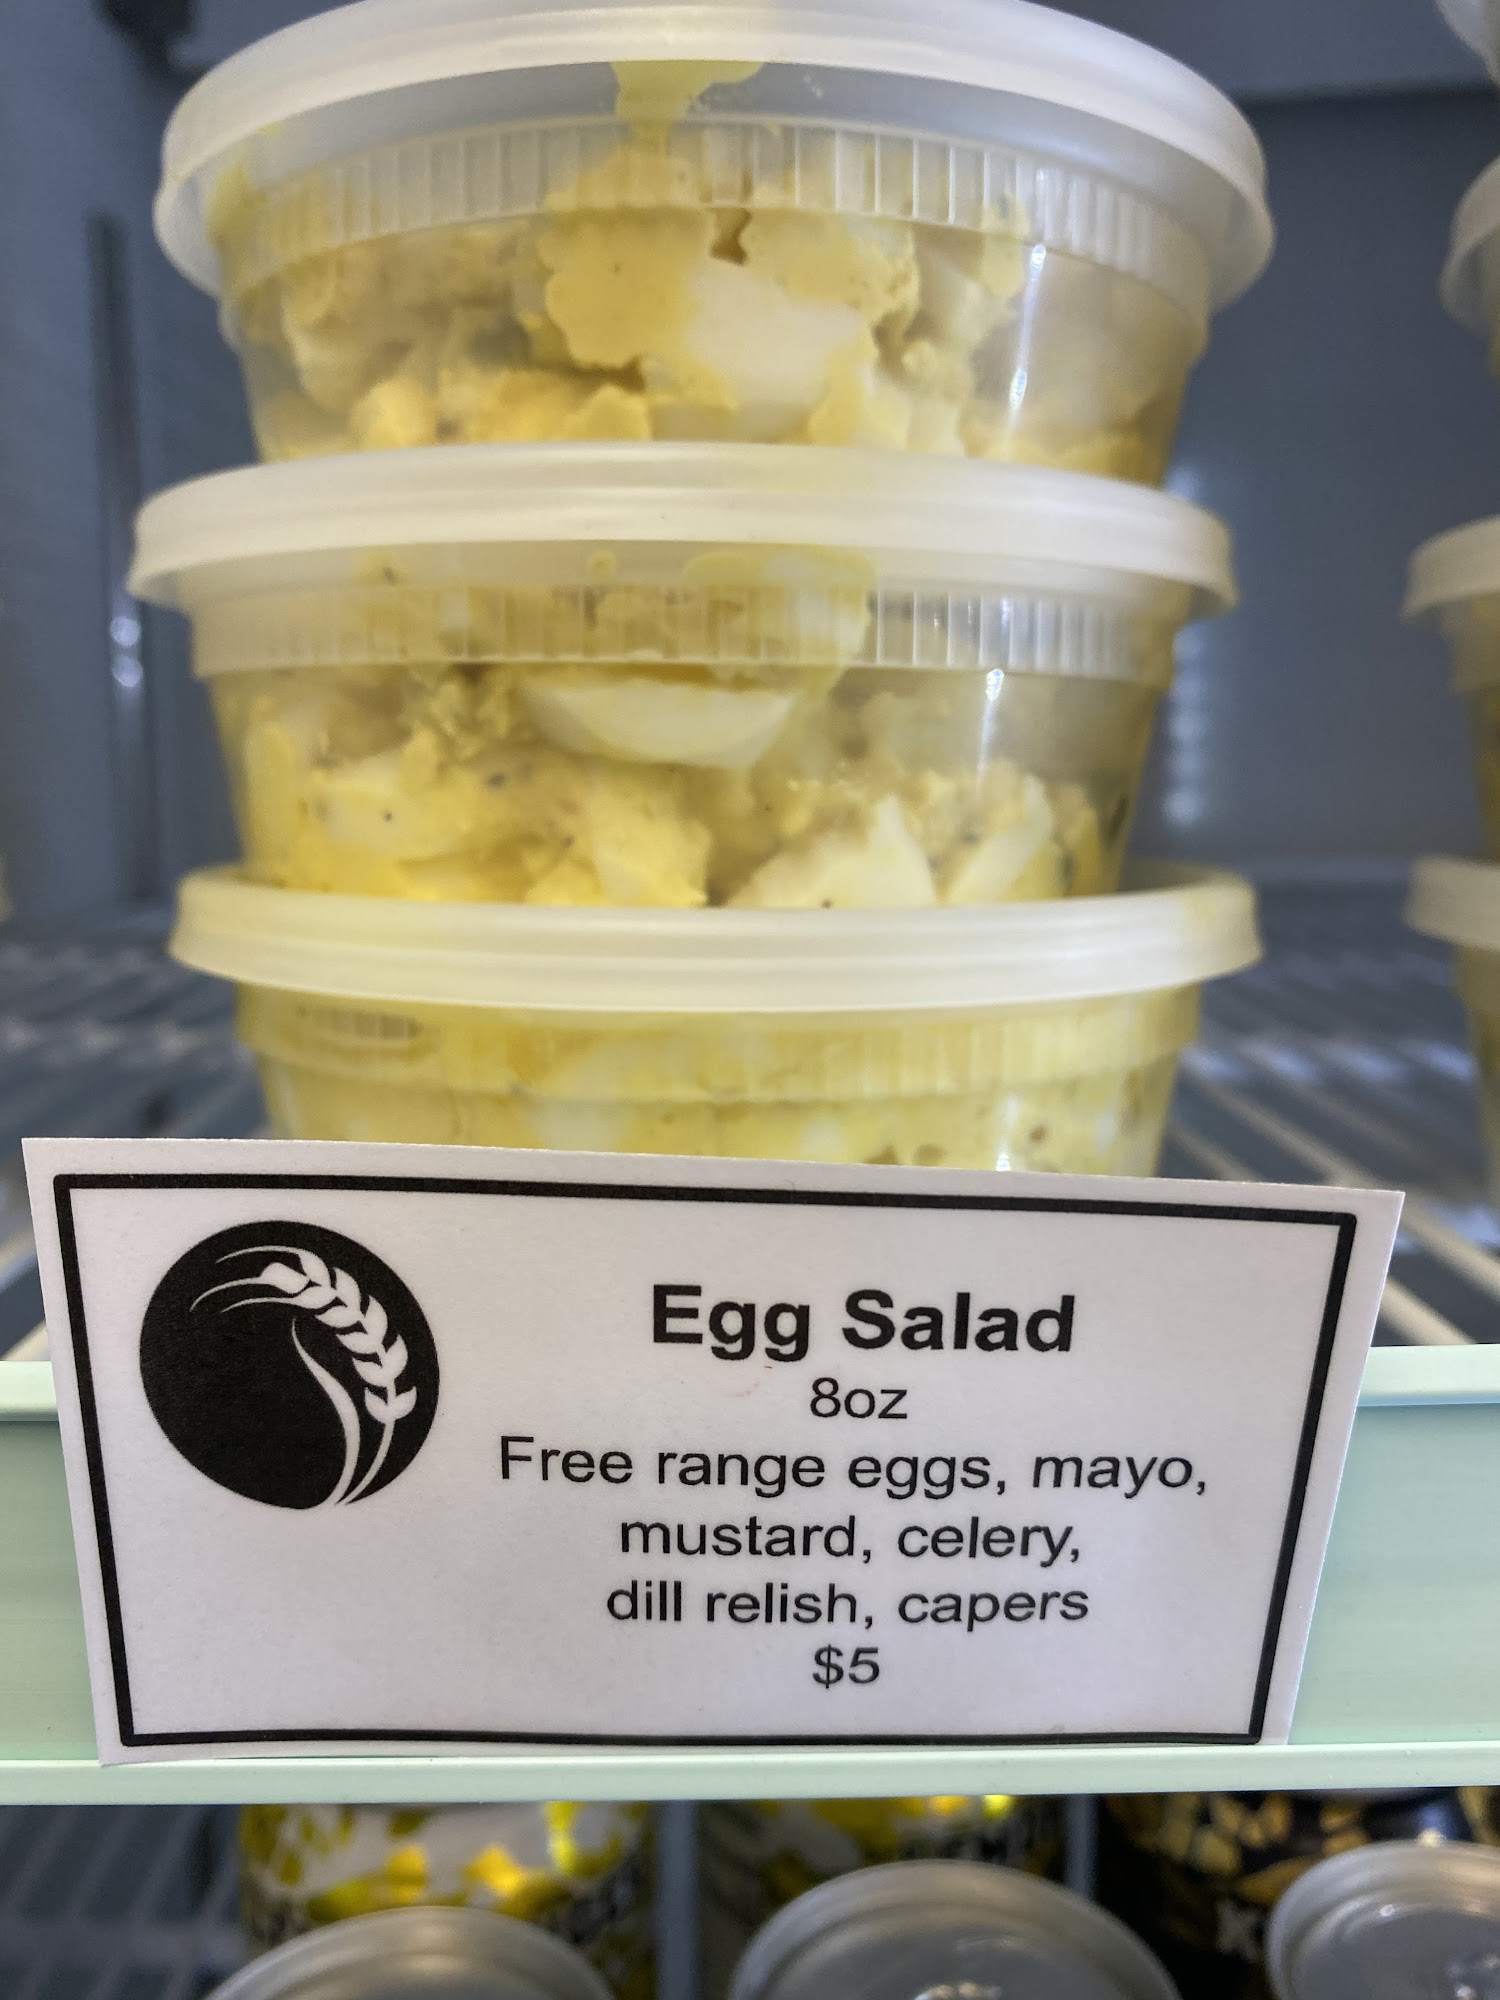 Egg Salad
8oz
Free range eggs, mayo,
mustard, celery,
dill relish, capers
$5